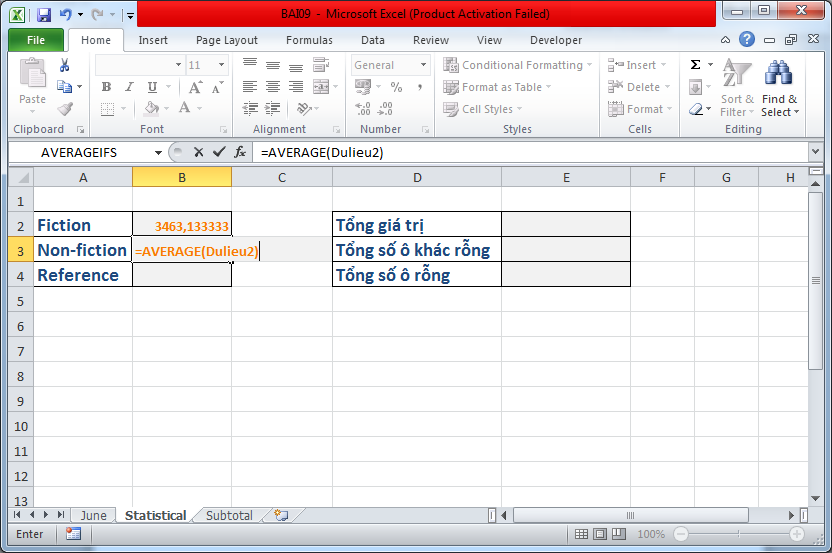 BAI09 - Microsoft Excel (Product Activation Failed)
File Home Insert Page Layout Formulas Data Review View Developer
Paste
Clipboard
11
B I U
A A
Font
Alignment
General
$ % ,
Number
Conditional Formatting
Format as Table
Cell Styles
Styles
Insert
Delete
Format
Cells
Σ
Sort & Filter
Find & Select
Editing
AVERAGEIFS fx =AVERAGE(Dulieu2)
A B C D E F G H
1
2 Fiction 3463,133333 Tổng giá trị
3 Non-fiction =AVERAGE(Dulieu2) Tổng số ô khác rỗng
4 Reference Tổng số ô rỗng
5
6
7
8
9
10
11
12
13
June Statistical Subtotal
Enter 100%